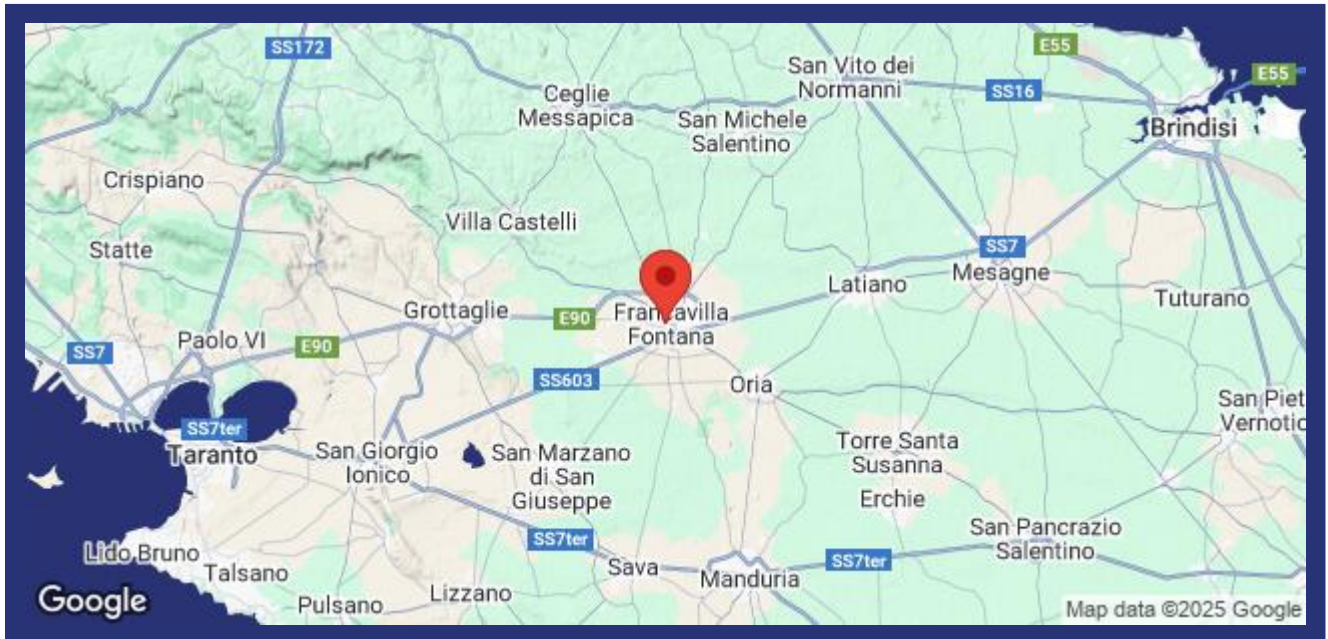 SS172
E55
San Vito dei
Normanni
E55
Ceglie
Messapica
SS16
San Michele
Salentino
Brindisi
Crispiano
Villa Castelli
Statte
SS7
Mesagne
Latiano
Tuturano
Grottaglie
E90
Francavilla
Fontana
Paolo VI
E90
SS7
SS603
Oria
San Piet
Vernotic
SS7ter
Taranto
San Giorgio
Ionico
San Marzano
di San
Giuseppe
Torre Santa
Susanna
Erchie
San Pancrazio
Salentino
SS7ter
Lido Bruno
Talsano
Sava
Manduria
SS7ter
Lizzano
Pulsano
Google
Map data ©2025 Google